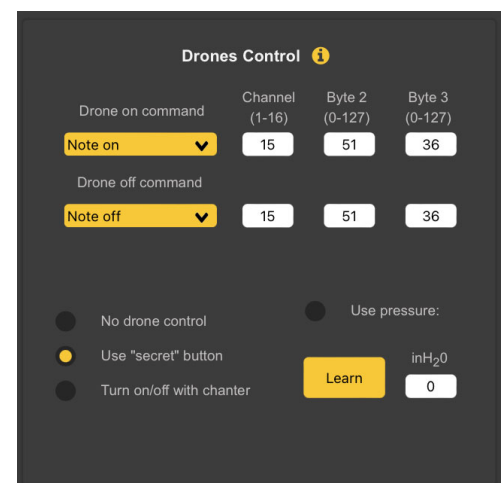 Drones Control i
Channel Byte 2 Byte 3
Drone on command (1-16) (0-127) (0-127)
Note on 15 51 36
Drone off command
Note off 15 51 36
No drone control
Use pressure:
Use "secret" button
Learn
inH20
0
Turn on/off with chanter